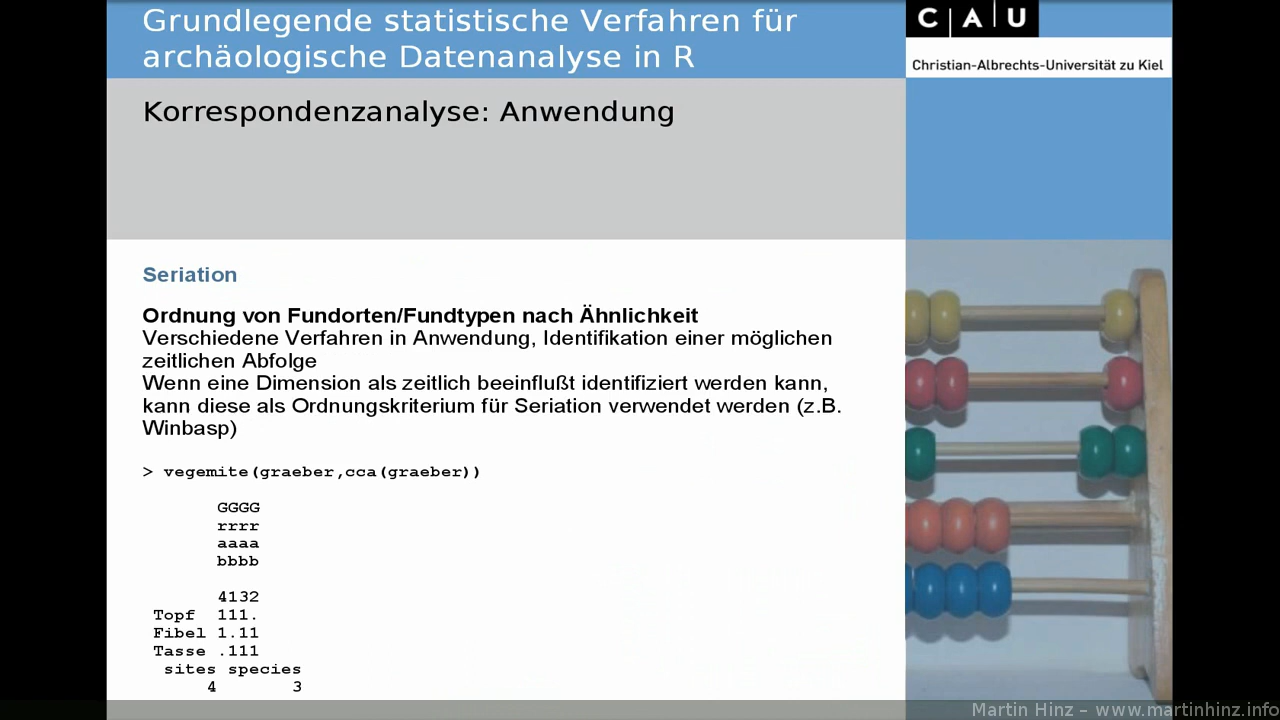 Grundlegende statistische Verfahren für
archäologische Datenanalyse in R
C|A|U
Christian-Albrechts-Universität zu Kiel
Korrespondenzanalyse: Anwendung
Seriation
Ordnung von Fundorten/Fundtypen nach Ähnlichkeit
Verschiedene Verfahren in Anwendung, Identifikation einer möglichen
zeitlichen Abfolge
Wenn eine Dimension als zeitlich beeinflußt identifiziert werden kann,
kann diese als Ordnungskriterium für Seriation verwendet werden (z.B.
Winbasp)
> vegemite(graeber,cca(graeber))
GGGG
rrrr
aaaa
bbbb
4132
Topf 111.
Fibel 1.11
Tasse .111
sites species
4 3
Martin Hinz – www.martinhinz.info